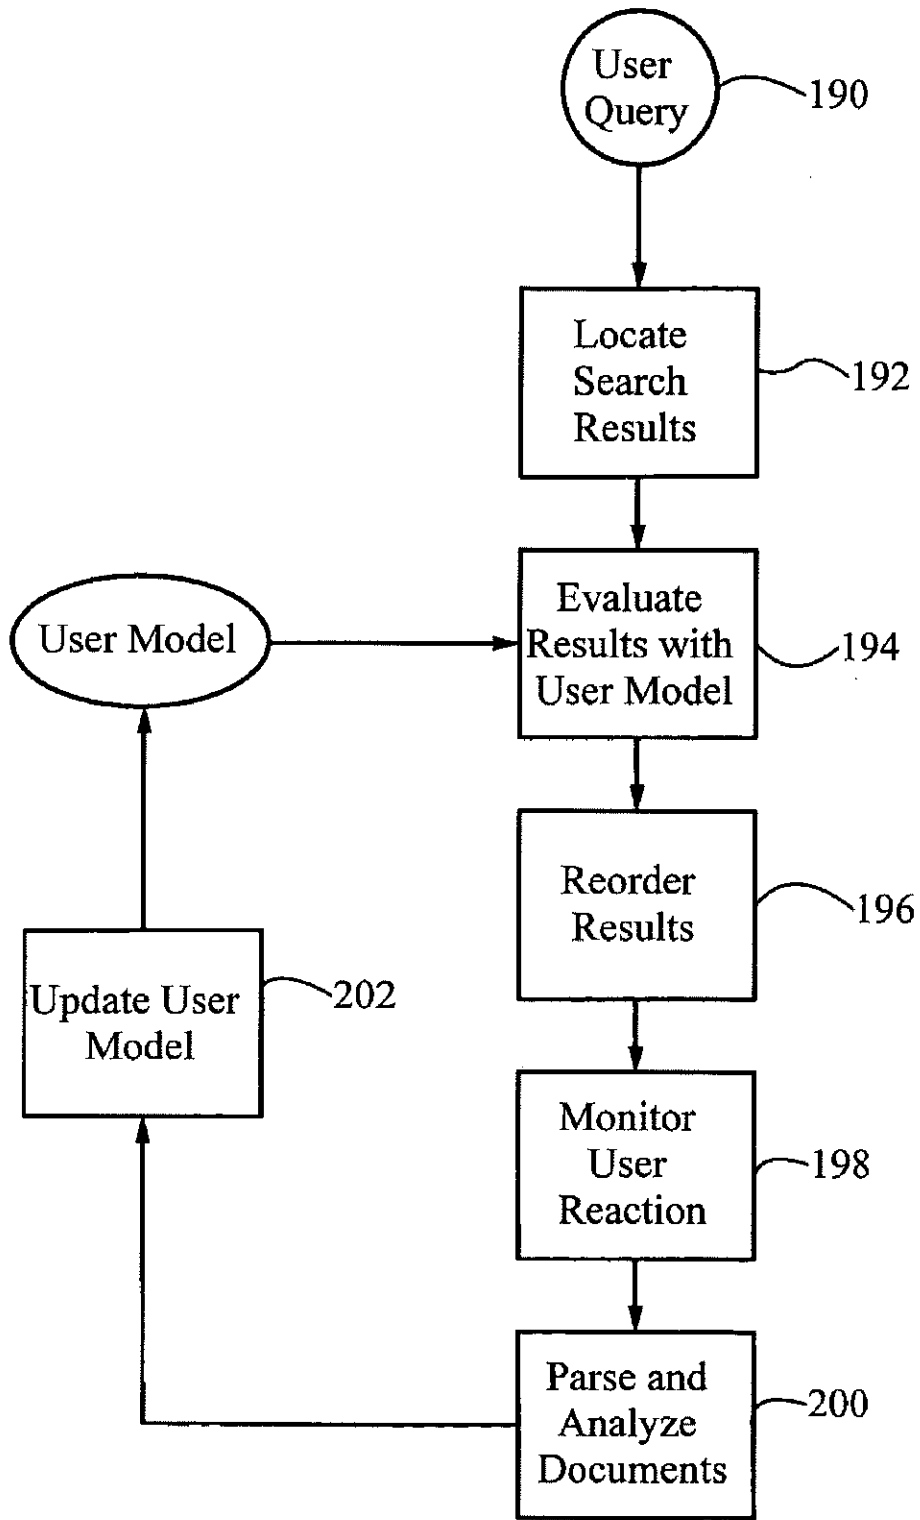 User
Query
190
Locate
Search
Results
192
Evaluate
Results with
User Model
194
User Model
Reorder
Results
196
Update User
Model
202
Monitor
User
Reaction
198
Parse and
Analyze
Documents
200